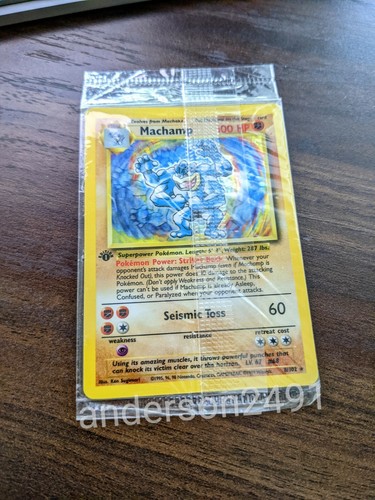 Machamp 100 HP
Superpower Pokémon. Length: 5' 3", Weight: 287 lbs.
Pokémon Power: Strikes Back Whenever your
opponent's attack damages Machamp (even if Machamp is
Knocked Out), this power does 10 damage to the attacking
Pokémon. (Don't apply Weakness and Resistance.) This
power can't be used if Machamp is already Asleep,
Confused, or Paralyzed when your opponent attacks.
Seismic Toss 60
weakness resistance retreat cost
Using its amazing muscles, it throws powerful punches that
can knock its victim clear over the horizon. LV. 67 #68
Illus. Ken Sugimori 8/102
anderson2491